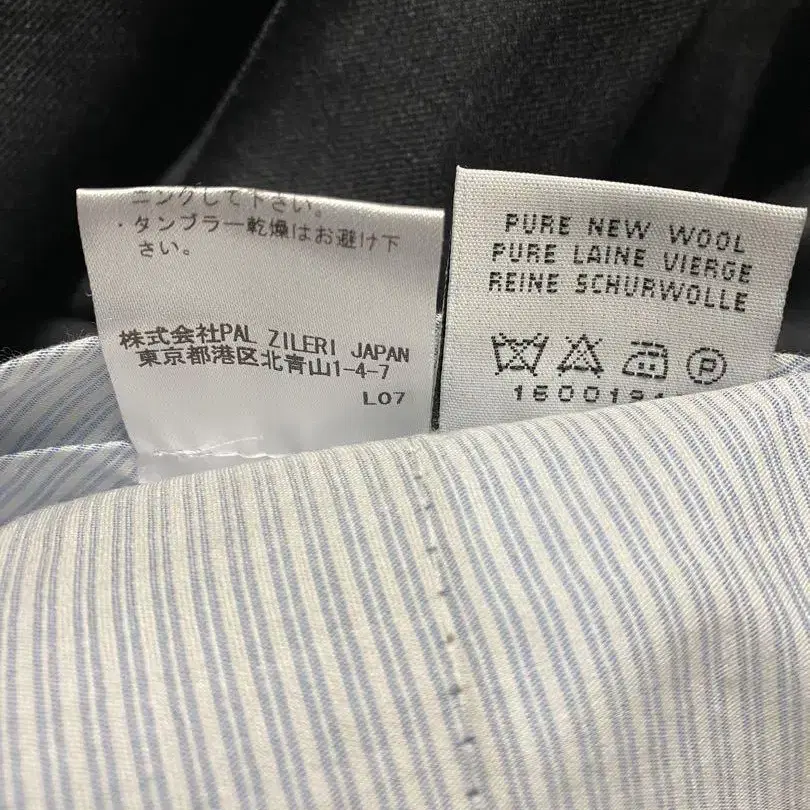 ニングして下さい。
・タンブラー乾燥はお避け下
さい。
株式会社PAL ZILERI JAPAN
東京都港区北青山1-4-7
L07
PURE NEW WOOL
PURE LAINE VIERGE
REINE SCHURWOLLE
P